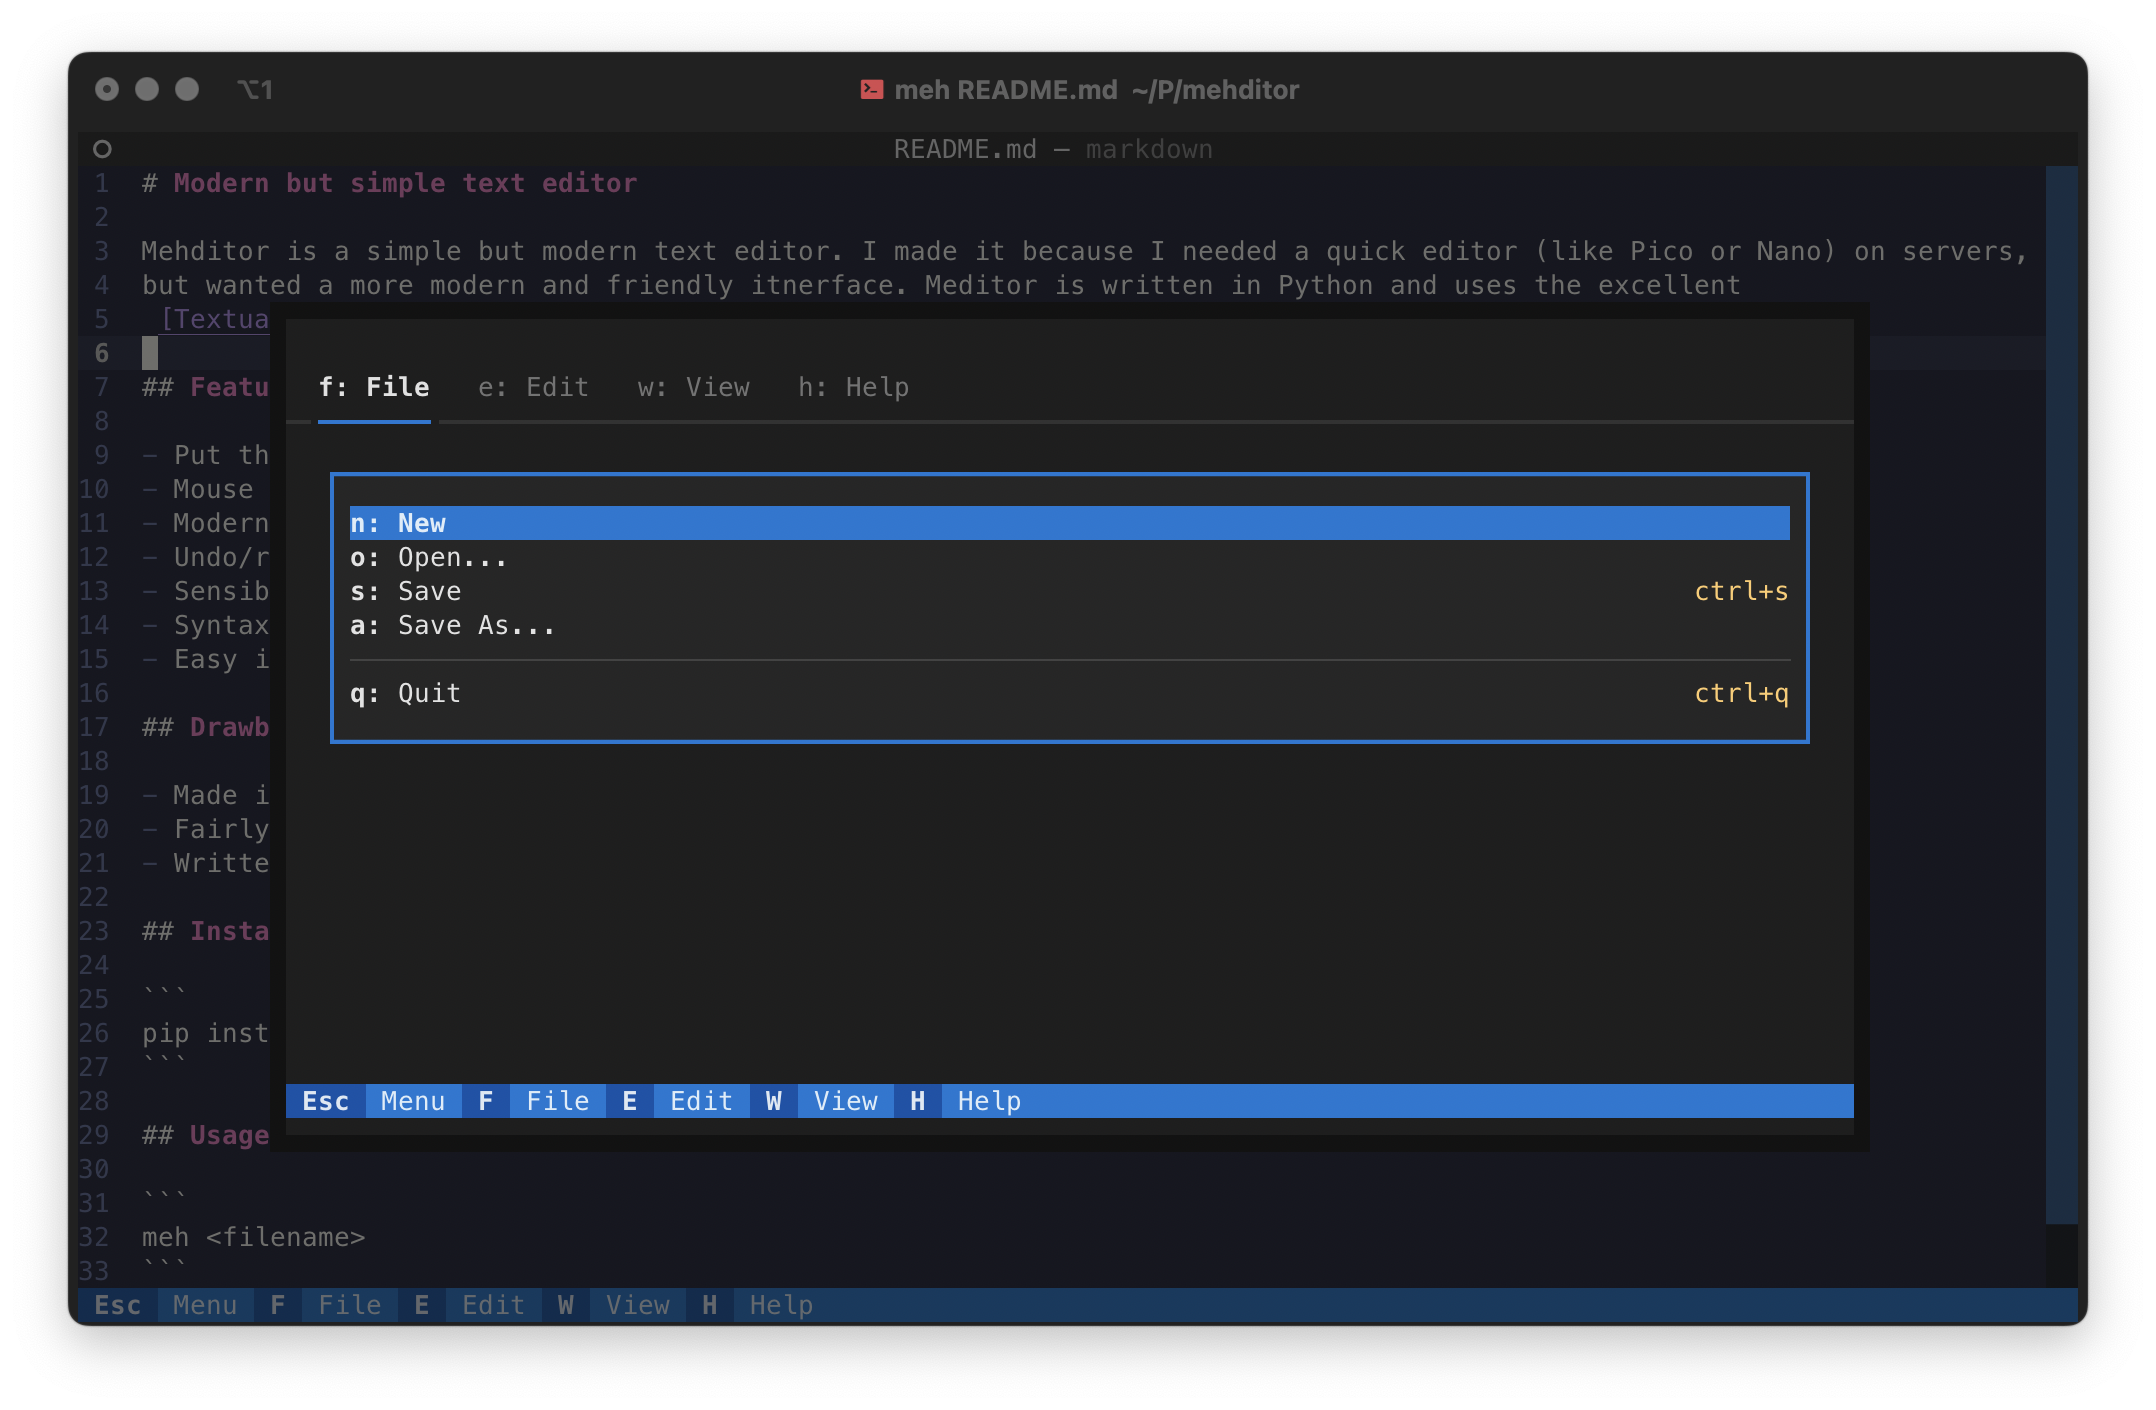 ⌥1
meh README.md ~/P/mehditor
README.md — markdown
1 # Modern but simple text editor
2
3 Mehditor is a simple but modern text editor. I made it because I needed a quick editor (like Pico or Nano) on servers,
4 but wanted a more modern and friendly itnerface. Meditor is written in Python and uses the excellent
5 [Textua
6
7 ## Featu
8
9 - Put th
10 - Mouse
11 - Modern
12 - Undo/r
13 - Sensib
14 - Syntax
15 - Easy i
16
17 ## Drawb
18
19 - Made i
20 - Fairly
21 - Writte
22
23 ## Insta
24
25 ```
26 pip inst
27 ```
28
29 ## Usage
30
31 ```
32 meh <filename>
33 ```
f: File e: Edit w: View h: Help
n: New
o: Open...
s: Save ctrl+s
a: Save As...
q: Quit ctrl+q
Esc Menu F File E Edit W View H Help
Esc Menu F File E Edit W View H Help